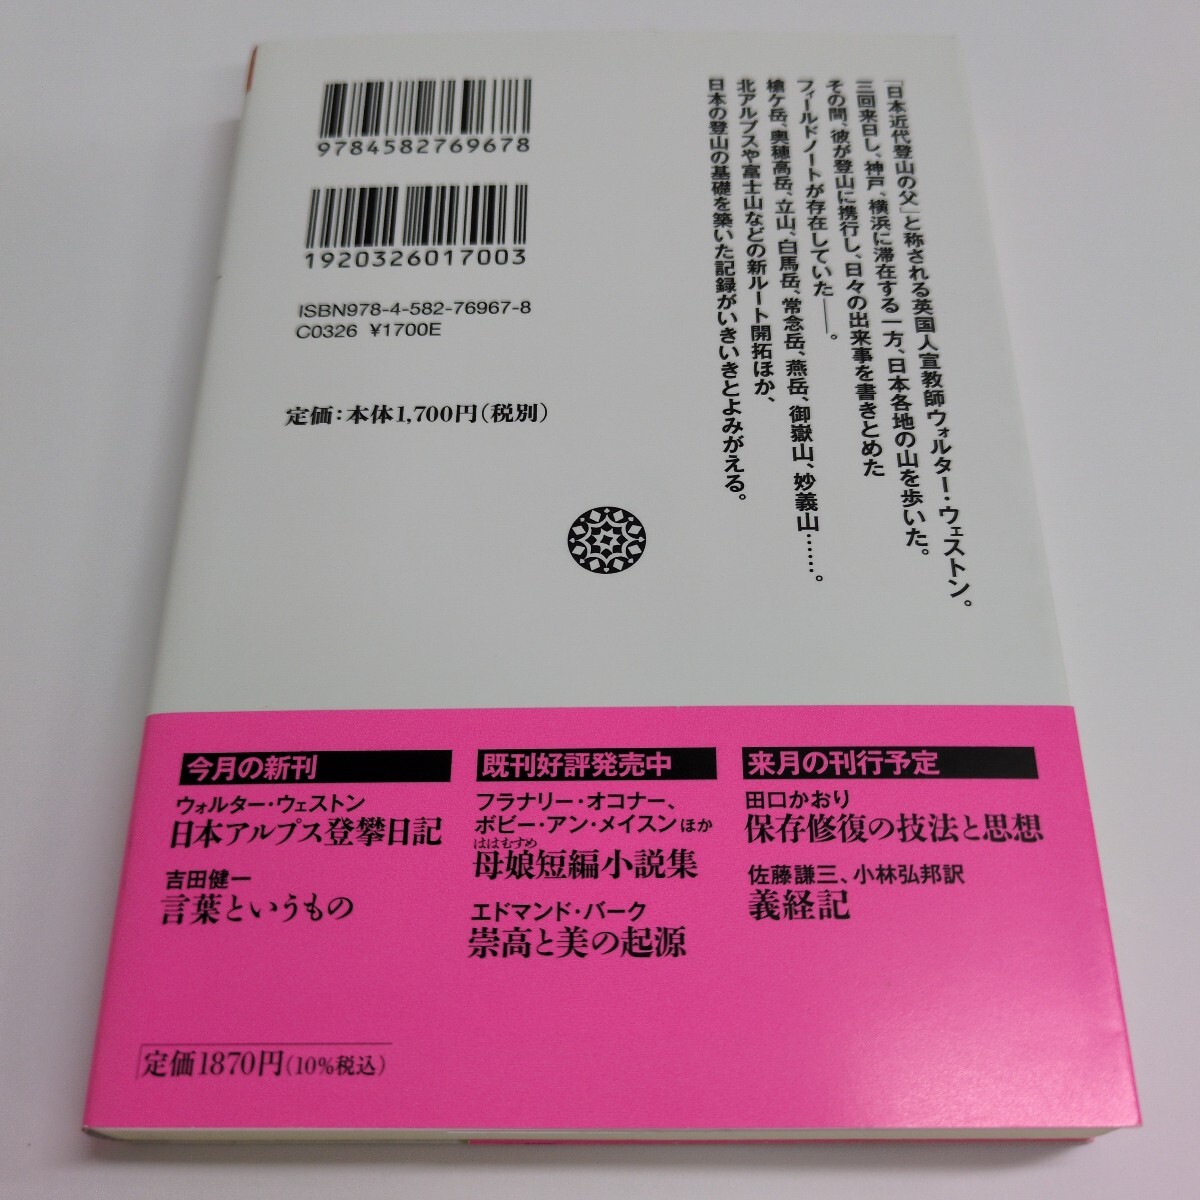 「日本近代登山の父」と称される英国人宣教師ウォルター・ウェストン。
三回来日し、神戸、横浜に滞在する一方、日本各地の山を歩いた。
その間、彼が登山に携行し、日々の出来事を書きとめた
フィールドノートが存在していた――。
槍ケ岳、奥穂高岳、立山、白馬岳、常念岳、燕岳、御嶽山、妙義山……。
北アルプスや富士山などの新ルート開拓ほか、
日本の登山の基礎を築いた記録がいきいきとよみがえる。
9784582769678
1920326017003
ISBN978-4-582-76967-8
C0326 ¥1700E
定価:本体1,700円(税別)
今月の新刊
ウォルター・ウェストン
日本アルプス登攀日記
吉田健一
言葉というもの
既刊好評発売中
フラナリー・オコナー、
ボビー・アン・メイスンほか
ははむすめ
母娘短編小説集
エドマンド・バーク
崇高と美の起源
来月の刊行予定
田口かおり
保存修復の技法と思想
佐藤謙三、小林弘邦訳
義経記
定価1870円(10%税込)